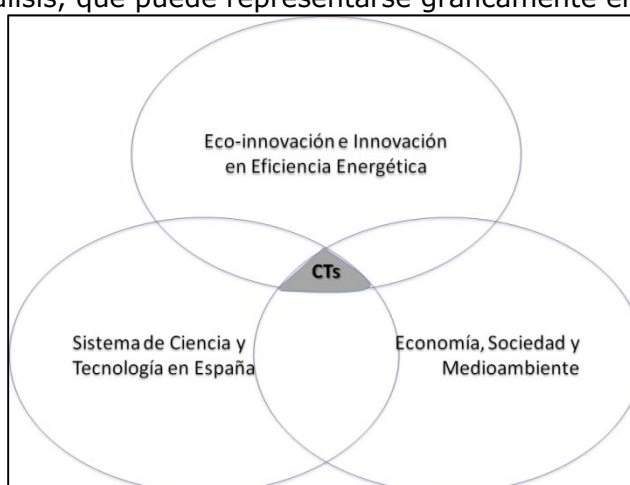 que puede representarse gráficamente en
Eco-innovación e Innovación
en Eficiencia Energética
CTs
Sistema de Ciencia y
Tecnología en España
Economía, Sociedad y
Medioambiente